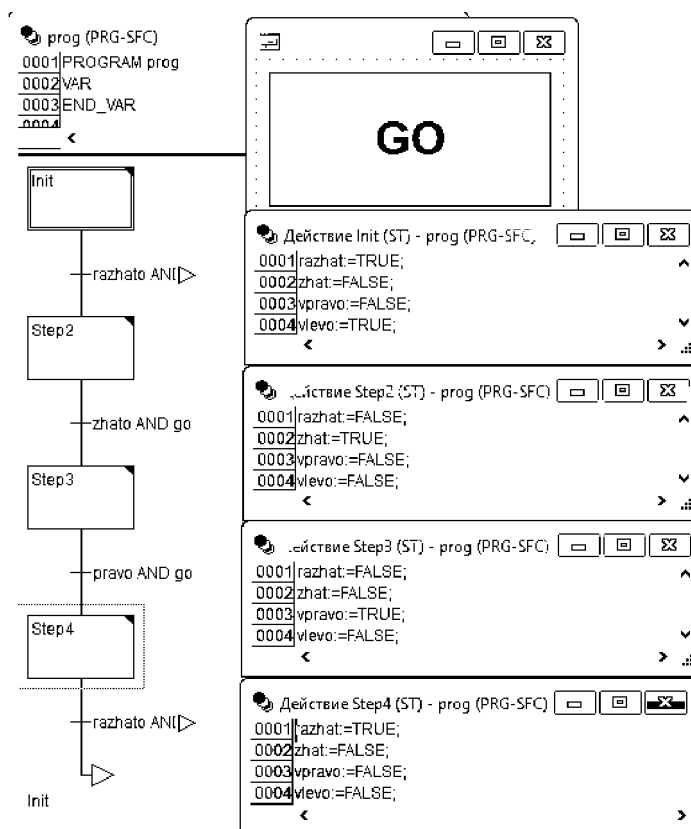 prog (PRG-SFC)
0001 PROGRAM prog
0002 VAR
0003 END_VAR
0004
GO
Init
razhato AN
Step2
zhato AND go
Step3
pravo AND go
Step4
razhato AN
Init
Действие Init (ST) - prog (PRG-SFC)
0001 razhat:=TRUE;
0002 zhat:=FALSE;
0003 vpravo:=FALSE;
0004 vlevo:=TRUE;
Step2 (ST) - prog (PRG-SFC)
0001 razhat:=FALSE;
0002 zhat:=TRUE;
0003 vpravo:=FALSE;
0004 vlevo:=FALSE;
Step3 (ST) - prog (PRG-SFC)
0001 razhat:=FALSE;
0002 zhat:=FALSE;
0003 vpravo:=TRUE;
0004 vlevo:=FALSE;
Действие Step4 (ST) - prog (PRG-SFC)
0001 razhat:=TRUE;
0002 zhat:=FALSE;
0003 vpravo:=FALSE;
0004 vlevo:=FALSE;